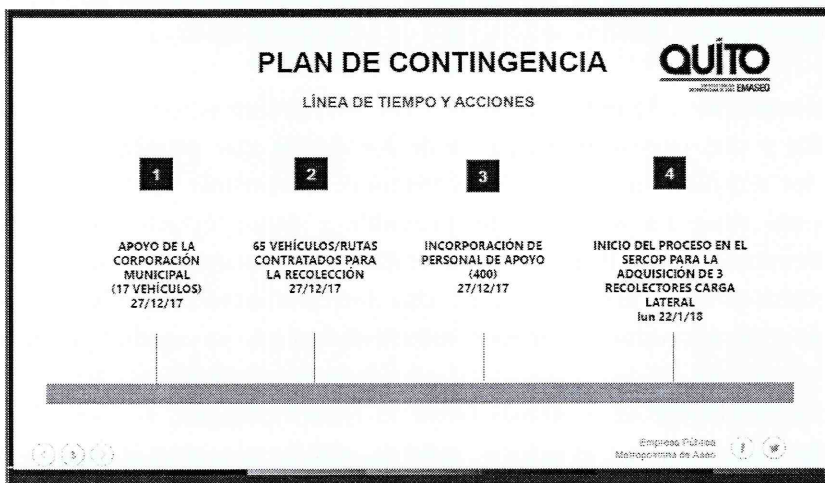 PLAN DE CONTINGENCIA
QUÍTO
EMASEO
LÍNEA DE TIEMPO Y ACCIONES
1
APOYO DE LA
CORPORACIÓN
MUNICIPAL
(17 VEHÍCULOS)
27/12/17
2
65 VEHÍCULOS/RUTAS
CONTRATADOS PARA
LA RECOLECCIÓN
27/12/17
3
INCORPORACIÓN DE
PERSONAL DE APOYO
(400)
27/12/17
4
INICIO DEL PROCESO EN EL
SERCOP PARA LA
ADQUISICIÓN DE 3
RECOLECTORES CARGA
LATERAL
lun 22/1/18
Empresa Pública
Metropolitana de Aseo